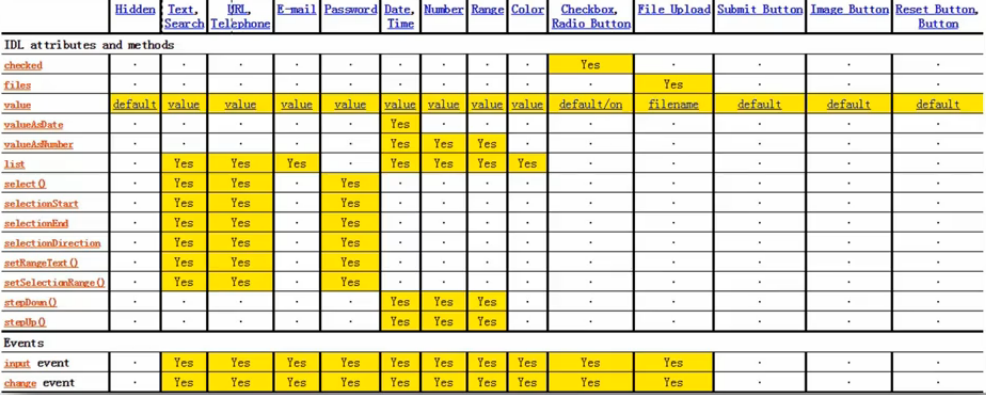 Hidden Text, Search URL, Telephone E-mail Password Date, Time Number Range Color Checkbox, Radio Button File Upload Submit Button Image Button Reset Button, Button
IDL attributes and methods
checked · · · · · · · · · Yes · · · ·
files · · · · · · · · · · Yes · · ·
value default value value value value value value value value default/on filename default default default
valueAsDate · · · · · Yes · · · · · · · ·
valueAsNumber · · · · · Yes Yes Yes · · · · · ·
list · Yes Yes Yes · Yes Yes Yes Yes · · · · ·
select() · Yes Yes · Yes · · · · · · · · ·
selectionStart · Yes Yes · Yes · · · · · · · · ·
selectionEnd · Yes Yes · Yes · · · · · · · · ·
selectionDirection · Yes Yes · Yes · · · · · · · · ·
setRangeText() · Yes Yes · Yes · · · · · · · · ·
setSelectionRange() · Yes Yes · Yes · · · · · · · · ·
stepDown() · · · · · Yes Yes Yes · · · · · ·
stepUp() · · · · · Yes Yes Yes · · · · · ·
Events
input event · Yes Yes Yes Yes Yes Yes Yes Yes Yes Yes · · ·
change event · Yes Yes Yes Yes Yes Yes Yes Yes Yes Yes · · ·